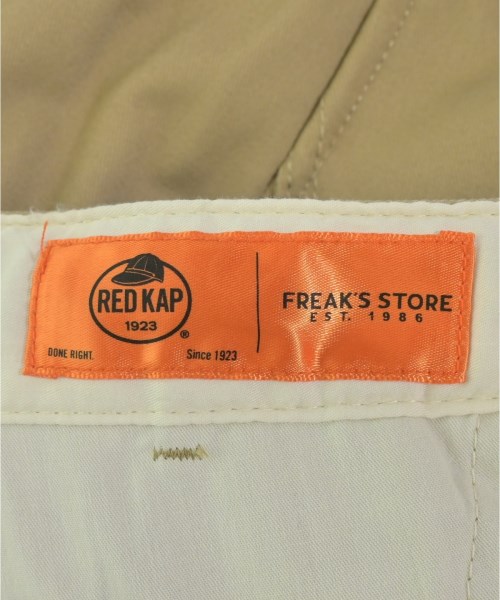 RED KAP
1923
®
DONE RIGHT.
Since 1923
FREAK'S STORE
EST. 1986